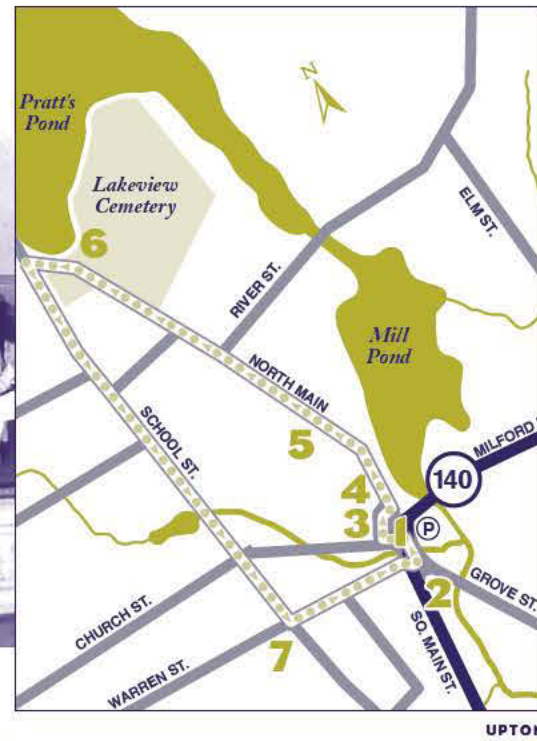 N
Pratt's
Pond
Lakeview
Cemetery
6
ELM ST.
RIVER ST.
Mill
Pond
NORTH MAIN
5
SCHOOL ST.
MILFORD
140
4
3
1
P
2
GROVE ST.
CHURCH ST.
SO. MAIN ST.
WARREN ST.
7
UPTON